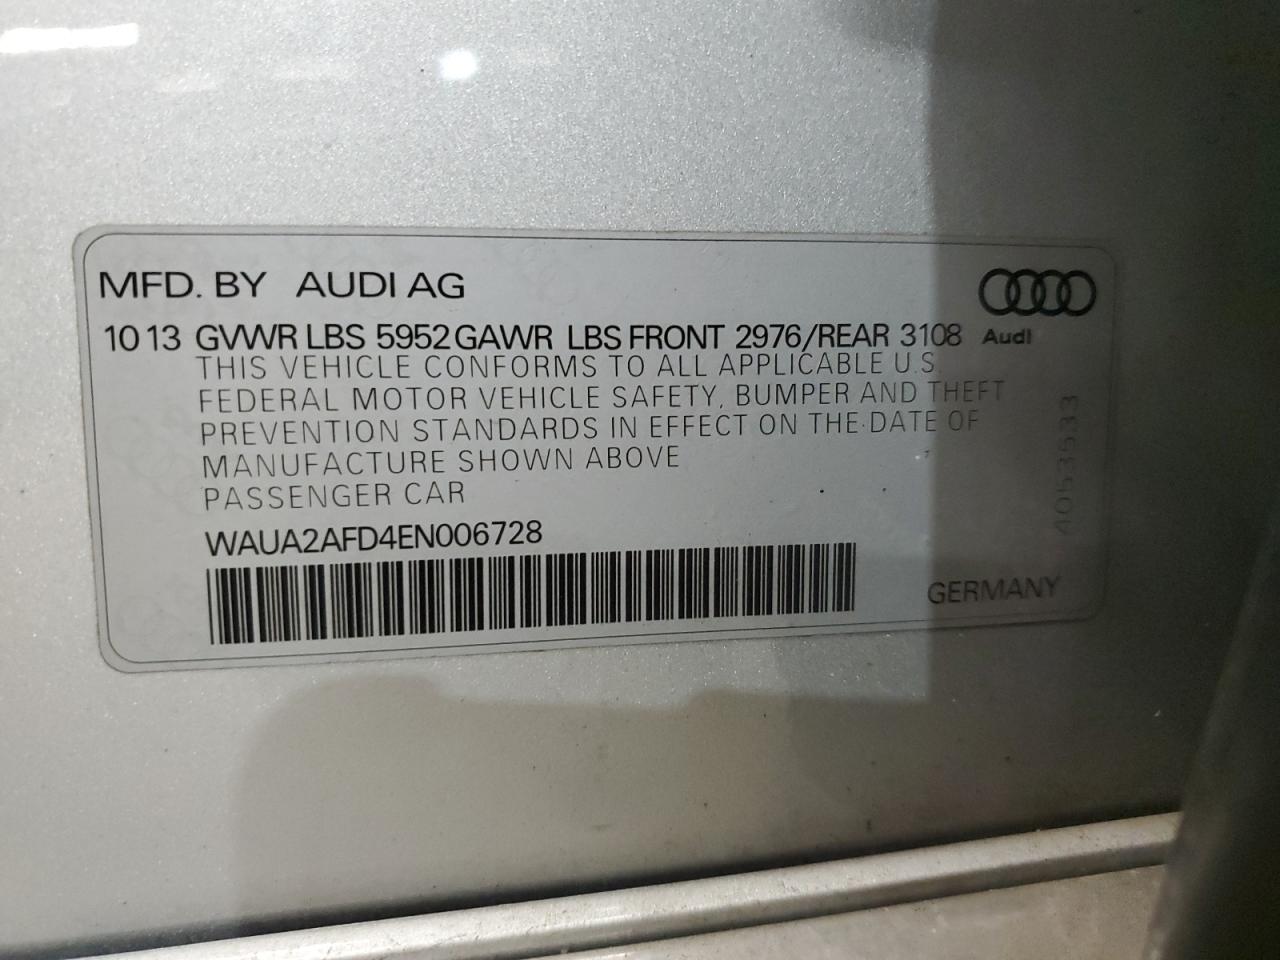 MFD. BY AUDI AG
10 13 GVWR LBS 5952 GAWR LBS FRONT 2976/REAR 3108 Audi
THIS VEHICLE CONFORMS TO ALL APPLICABLE U.S.
FEDERAL MOTOR VEHICLE SAFETY, BUMPER AND THEFT
PREVENTION STANDARDS IN EFFECT ON THE DATE OF
MANUFACTURE SHOWN ABOVE
PASSENGER CAR
WAUA2AFD4EN006728
GERMANY